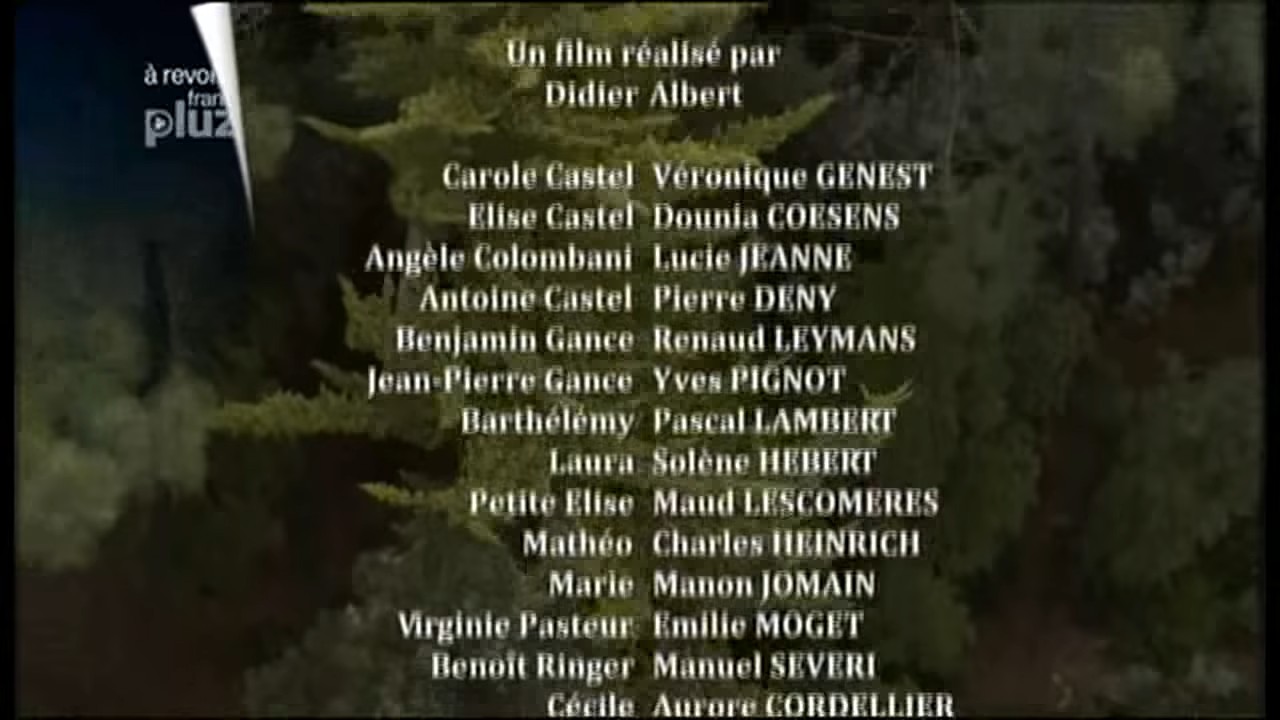 à revoi
fran
pluz
Un film réalisé par
Didier Albert
Carole Castel Véronique GENEST
Elise Castel Dounia COESENS
Angèle Colombani Lucie JEANNE
Antoine Castel Pierre DENY
Benjamin Gance Renaud LEYMANS
Jean-Pierre Gance Yves PIGNOT
Barthélémy Pascal LAMBERT
Laura Solène HEBERT
Petite Elise Maud LESCOMERES
Mathéo Charles HEINRICH
Marie Manon JOMAIN
Virginie Pasteur Emilie MOGET
Benoît Ringer Manuel SEVERI
Cécile Aurore CORDELLIER